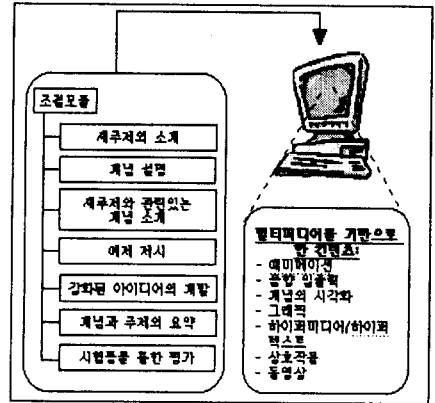 조절모듈
새주제의 소개
개념 설명
새주제와 관련있는
개념 소개
예제 제시
강화된 아이디어의 개발
개념과 주제의 요약
시험등을 통한 평가
멀티미디어를 기반으로
한 컨텐츠:
- 애미메이션
- 음향 입출력
- 개념의 시각화
- 그래픽
- 하이퍼미디어/하이퍼
텍스트
- 상호작용
- 동영상